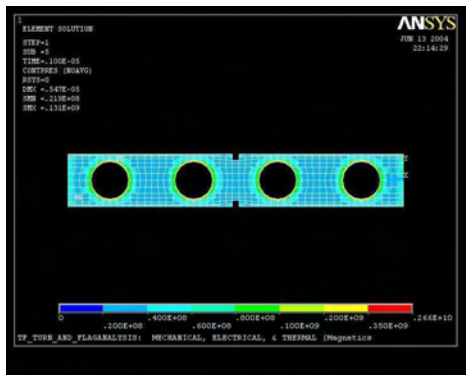 1
ELEMENT SOLUTION
STEP=1
SUB =5
TIME=.100E-05
CONTPRES (NOAVG)
RSYS=0
DMX =.547E-05
SMN =.219E+08
SMX =.131E+09
ANSYS
JUN 13 2004
22:14:29
0
.200E+08
.400E+08
.600E+08
.800E+08
.100E+09
.200E+09
.350E+09
.266E+10
TF_TURN_AND_FLAGANALYSIS: MECHANICAL, ELECTRICAL, & THERMAL (Magnetics